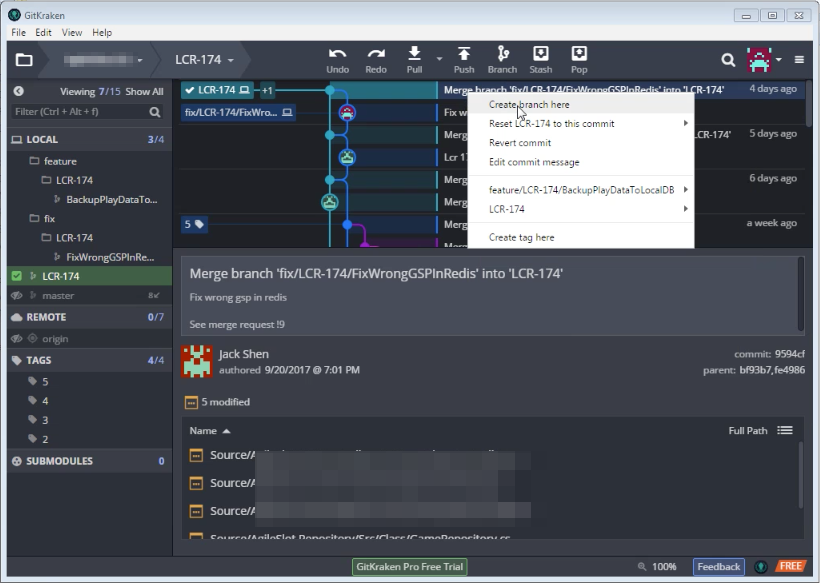 GitKraken
File Edit View Help
LCR-174
Undo Redo Pull Push Branch Stash Pop
Viewing 7/15 Show All
Filter (Ctrl + Alt + f)
LOCAL 3/4
feature
LCR-174
BackupPlayDataTo...
fix
LCR-174
FixWrongGSPInRe...
LCR-174
master 8
REMOTE 0/7
origin
TAGS 4/4
5
4
3
2
SUBMODULES 0
LCR-174 +1 Merge branch 'fix/LCR-174/FixWrongGSPInRedis' into 'LCR-174' 4 days ago
fix/LCR-174/FixWro... Fix w
Merg LCR-174' 5 days ago
Lcr 1
Merg 6 days ago
Merg
5 Merg a week ago
Merg
Create branch here
Reset LCR-174 to this commit
Revert commit
Edit commit message
feature/LCR-174/BackupPlayDataToLocalDB
LCR-174
Create tag here
Merge branch 'fix/LCR-174/FixWrongGSPInRedis' into 'LCR-174'
Fix wrong gsp in redis
See merge request !9
Jack Shen
authored 9/20/2017 @ 7:01 PM
commit: 9594cf
parent: bf93b7,fe4986
5 modified
Name Full Path
Source/A
Source/A
Source/A
Source/AgileSlot.Repository/Src/Class/GameRepository.cs
GitKraken Pro Free Trial 100% Feedback FREE